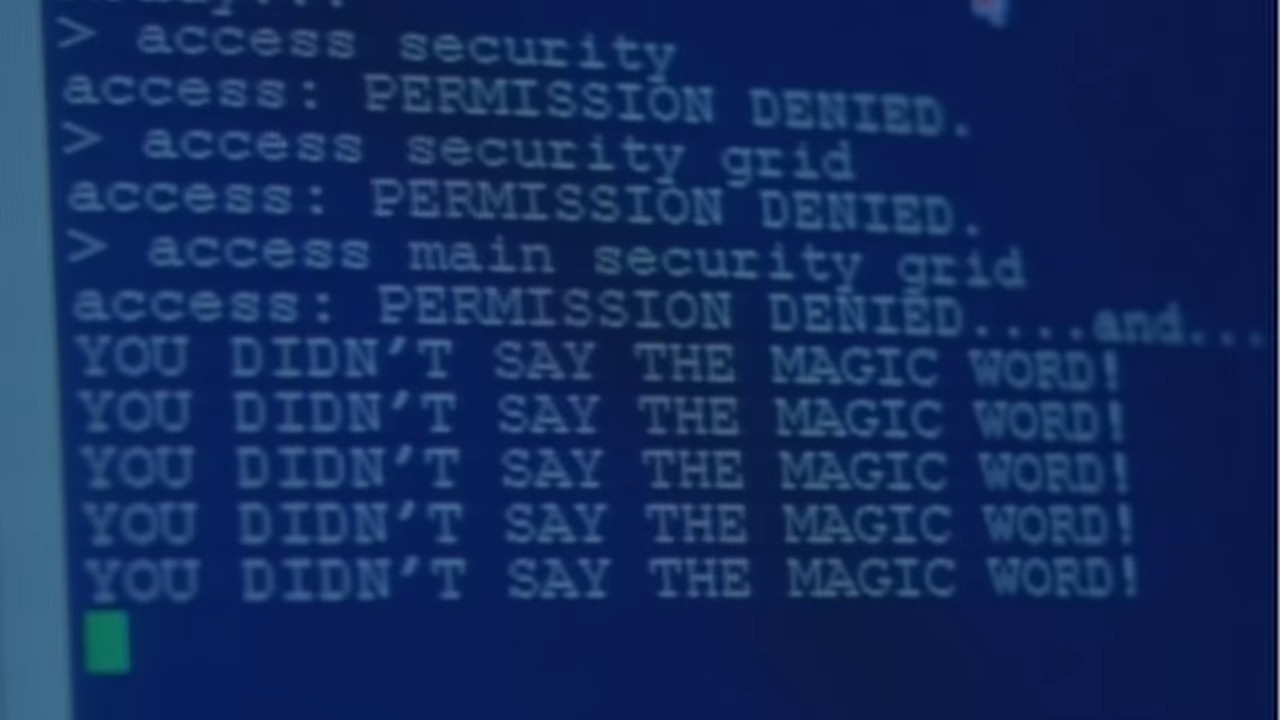 > access security
access: PERMISSION DENIED.
> access security grid
access: PERMISSION DENIED.
> access main security grid
access: PERMISSION DENIED....and...
YOU DIDN'T SAY THE MAGIC WORD!
YOU DIDN'T SAY THE MAGIC WORD!
YOU DIDN'T SAY THE MAGIC WORD!
YOU DIDN'T SAY THE MAGIC WORD!
YOU DIDN'T SAY THE MAGIC WORD!